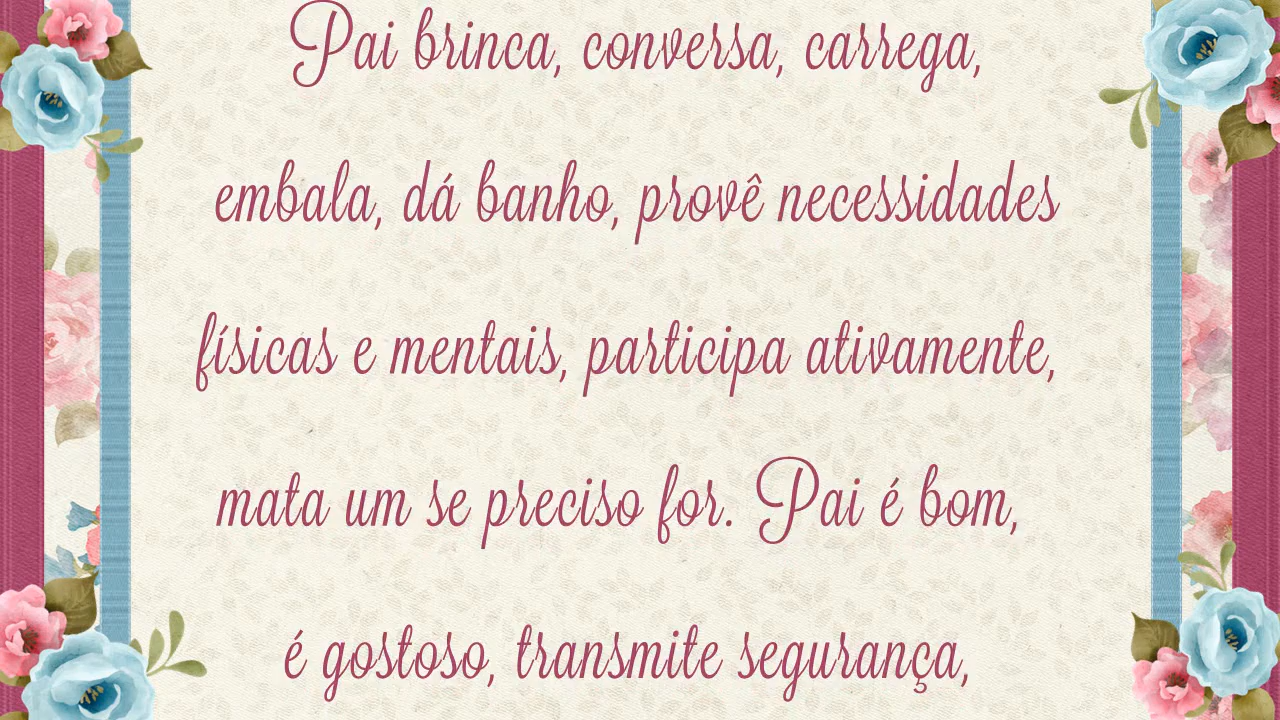 Pai brinca, conversa, carrega,
embala, dá banho, provê necessidades
físicas e mentais, participa ativamente,
mata um se preciso for. Pai é bom,
é gostoso, transmite segurança,